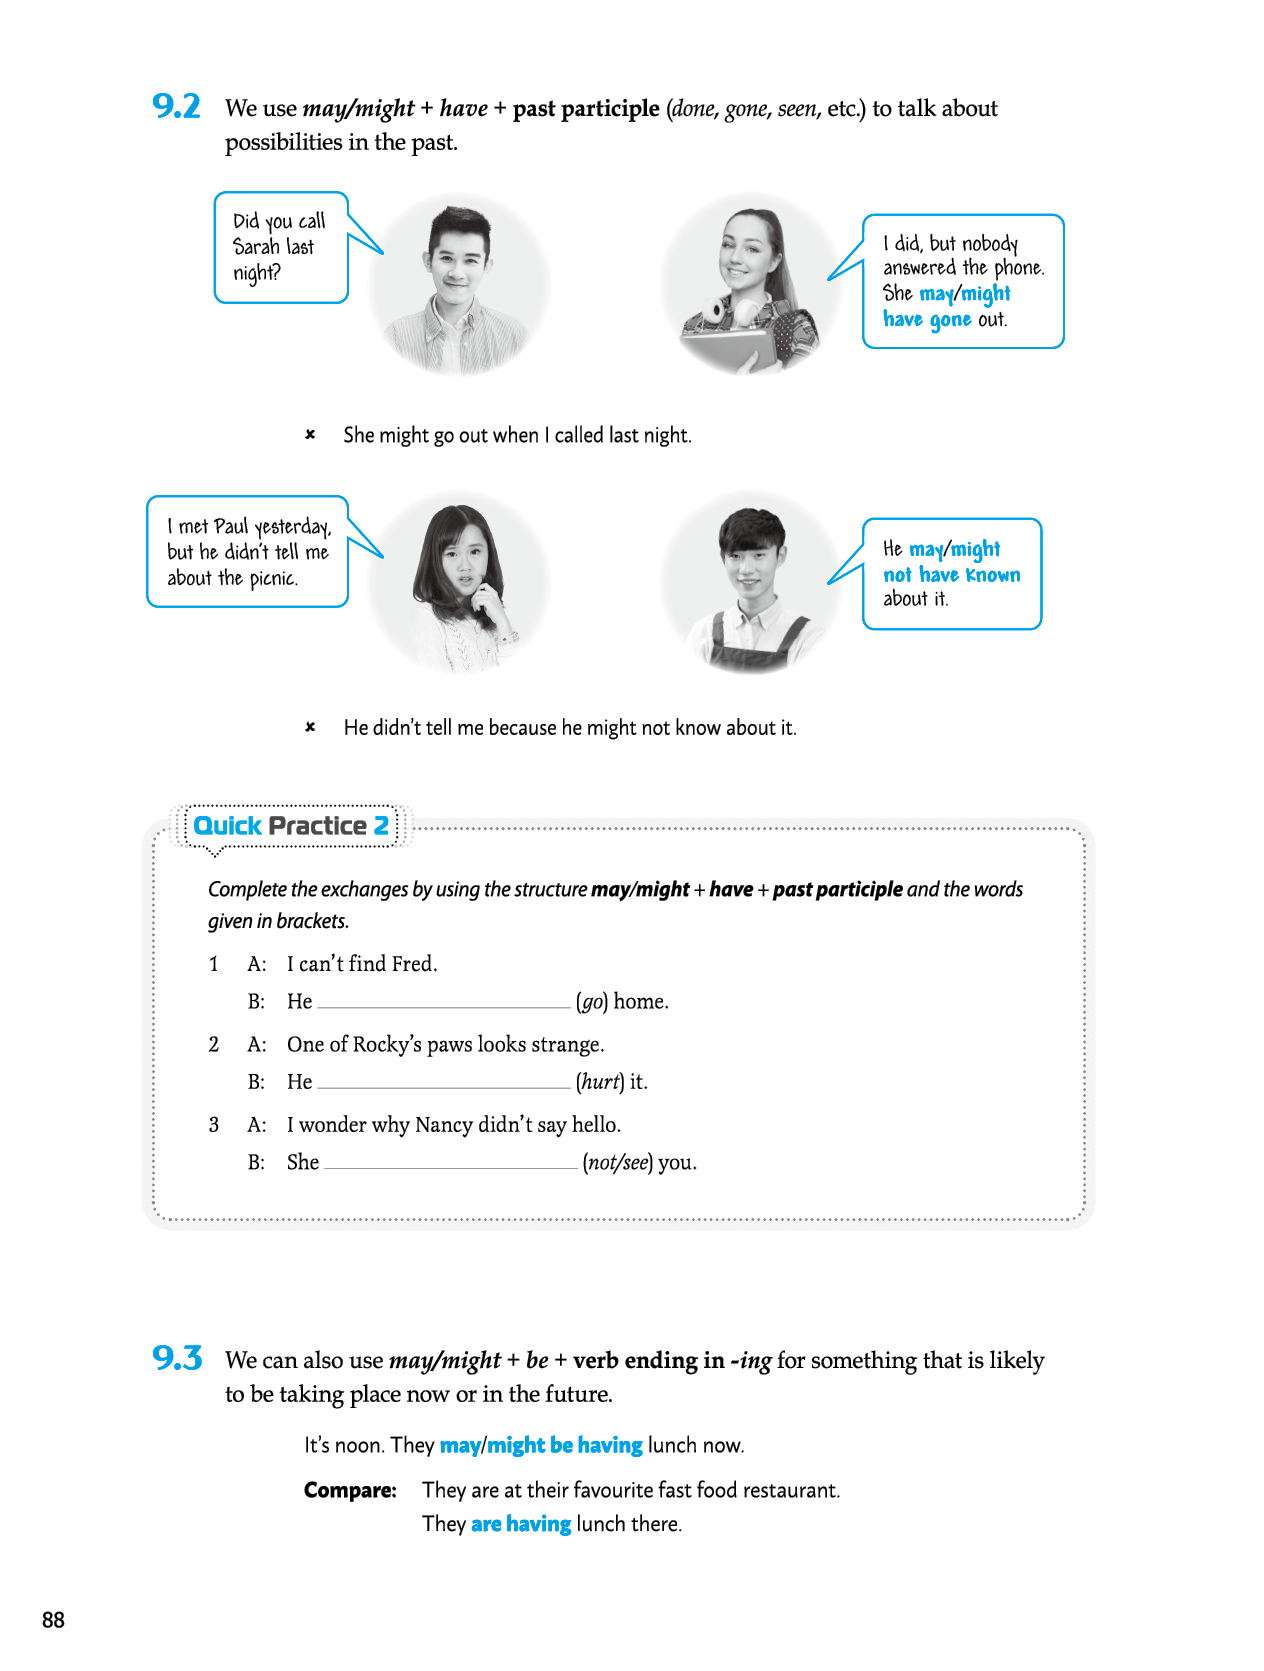 9.2 We use may/might + have + past participle (done, gone, seen, etc.) to talk about
possibilities in the past.
Did you call
Sarah last
night?
I did, but nobody
answered the phone.
She may/might
have gone out.
✘ She might go out when I called last night.
I met Paul yesterday,
but he didn't tell me
about the picnic.
He may/might
not have known
about it.
✘ He didn't tell me because he might not know about it.
Quick Practice 2
Complete the exchanges by using the structure may/might + have + past participle and the words
given in brackets.
1 A: I can't find Fred.
B: He ____________________ (go) home.
2 A: One of Rocky's paws looks strange.
B: He ____________________ (hurt) it.
3 A: I wonder why Nancy didn't say hello.
B: She ____________________ (not/see) you.
9.3 We can also use may/might + be + verb ending in -ing for something that is likely
to be taking place now or in the future.
It's noon. They may/might be having lunch now.
Compare: They are at their favourite fast food restaurant.
They are having lunch there.
88